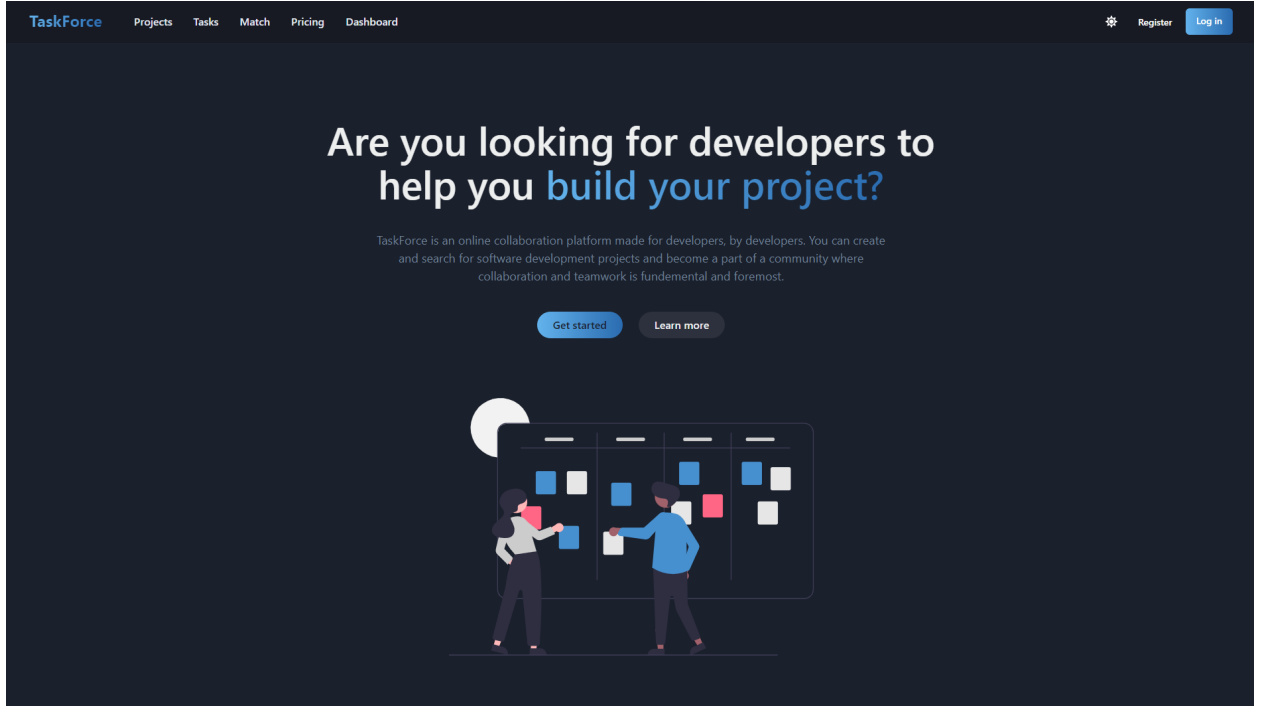 TaskForce Projects Tasks Match Pricing Dashboard Register Log in
Are you looking for developers to
help you build your project?
TaskForce is an online collaboration platform made for developers, by developers. You can create
and search for software development projects and become a part of a community where
collaboration and teamwork is fundemental and foremost.
Get started Learn more